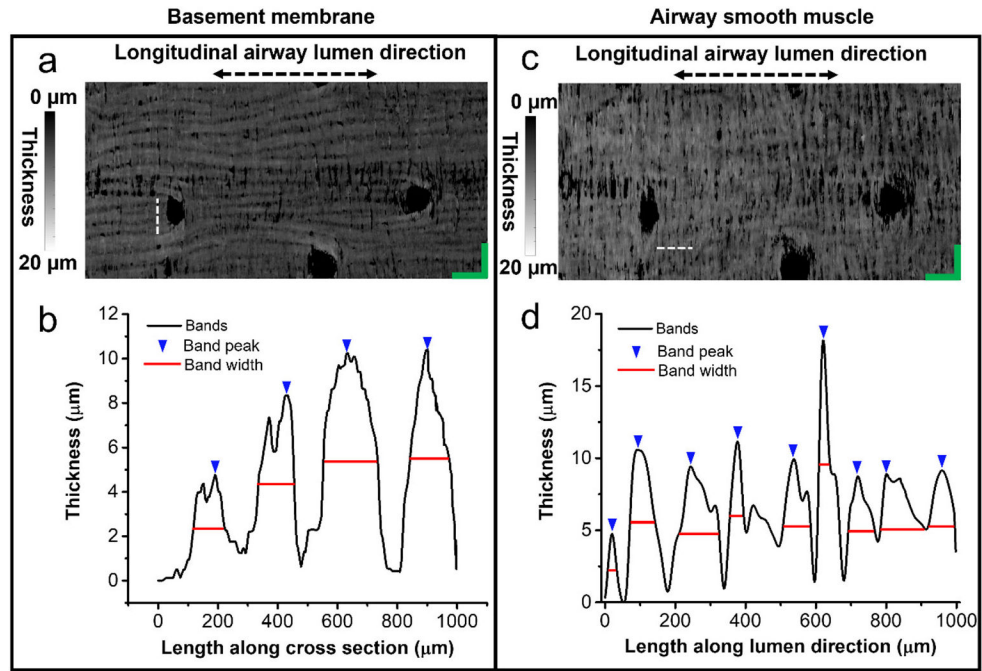 Basement membrane
Airway smooth muscle
a
Longitudinal airway lumen direction
0 µm
Thickness
20 µm
b
12
10
8
6
4
2
0
Thickness (µm)
Bands
Band peak
Band width
0 200 400 600 800 1000
Length along cross section (µm)
c
Longitudinal airway lumen direction
0 µm
Thickness
20 µm
d
20
15
10
5
0
Thickness (µm)
Bands
Band peak
Band width
0 200 400 600 800 1000
Length along lumen direction (µm)